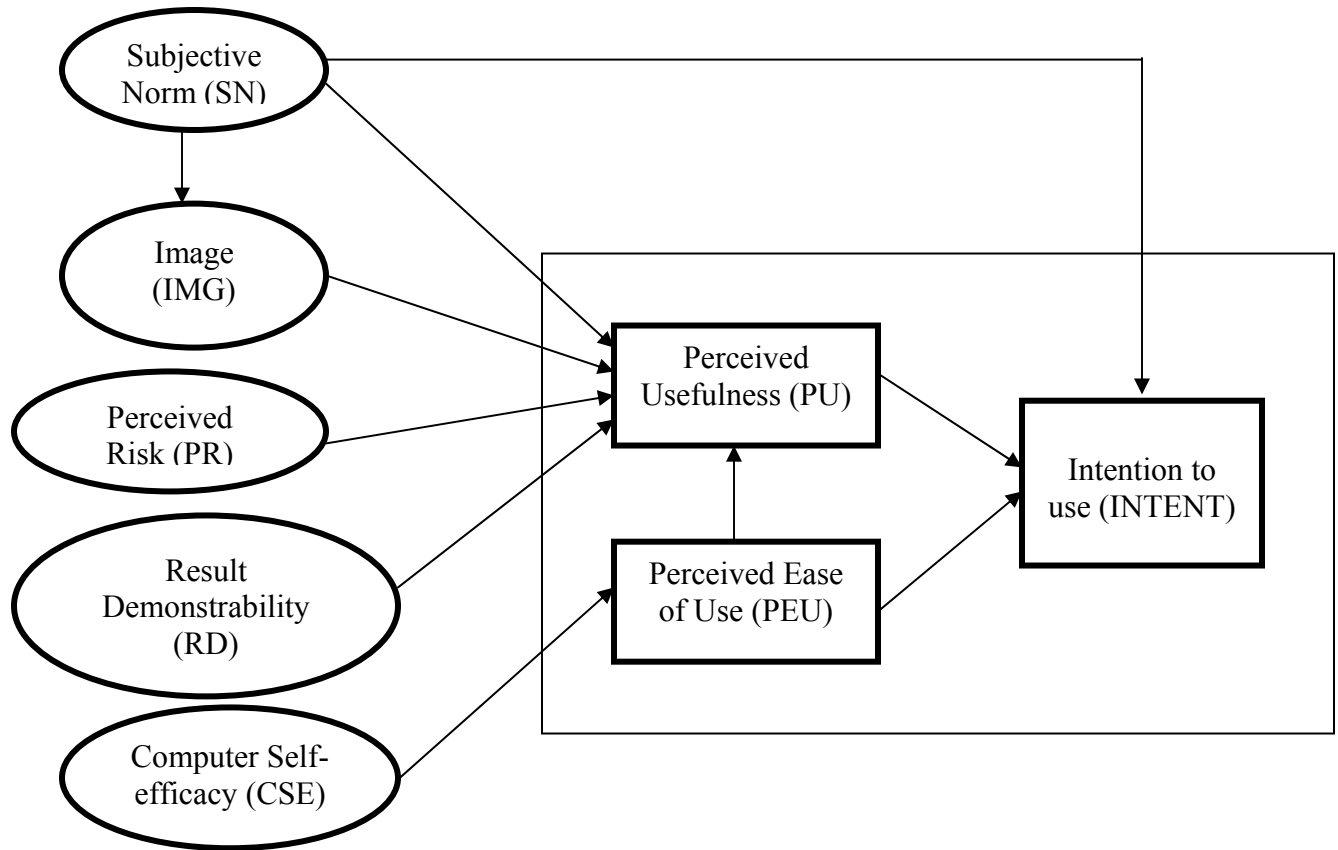 Subjective
Norm (SN)
Image
(IMG)
Perceived
Risk (PR)
Result
Demonstrability
(RD)
Computer Self-
efficacy (CSE)
Perceived
Usefulness (PU)
Perceived Ease
of Use (PEU)
Intention to
use (INTENT)